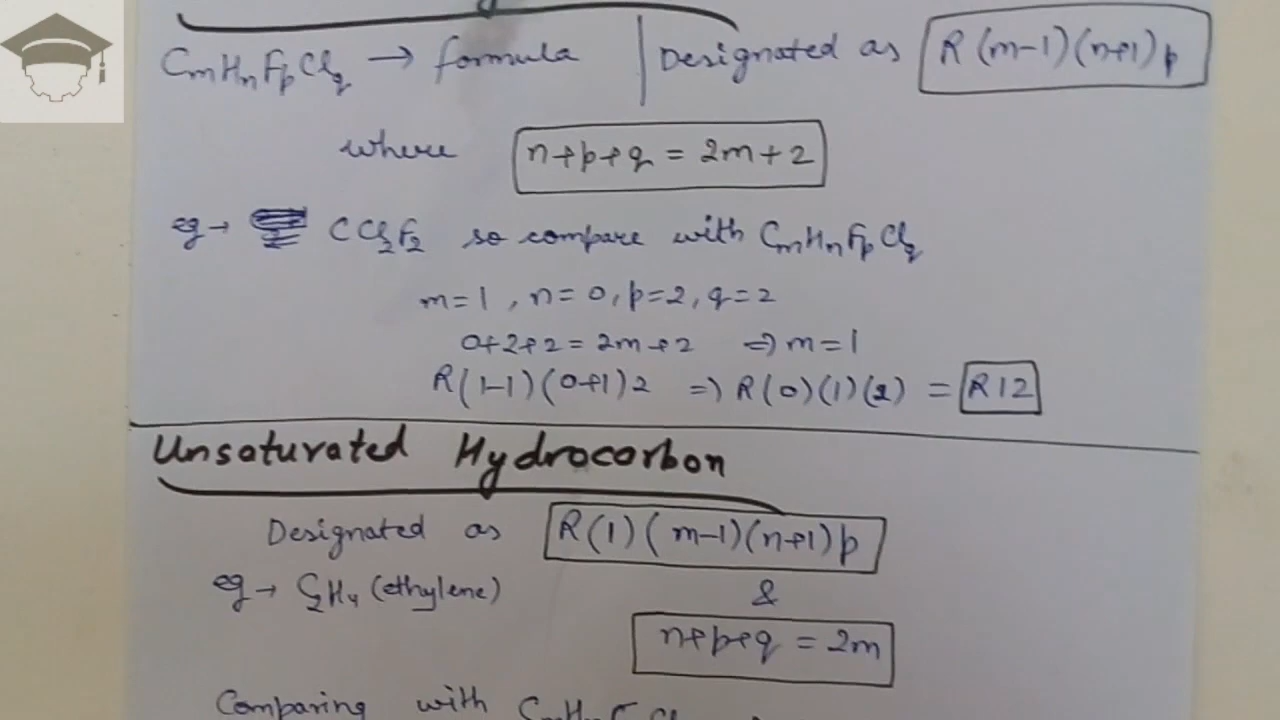 CmHnFpClq → formula | Designated as R(m-1)(n+1)p
where n+p+q = 2m+2
eg → CCl2F2 so compare with CmHnFpClq
m=1, n=0, p=2, q=2
0+2+2 = 2m+2 ⇒ m=1
R(1-1)(0+1)2 ⇒ R(0)(1)(2) = R12
Unsaturated Hydrocarbon
Designated as R(1)(m-1)(n+1)p
eg → C2H4 (ethylene) &
n+p+q = 2m
Comparing with CmHnFpCl